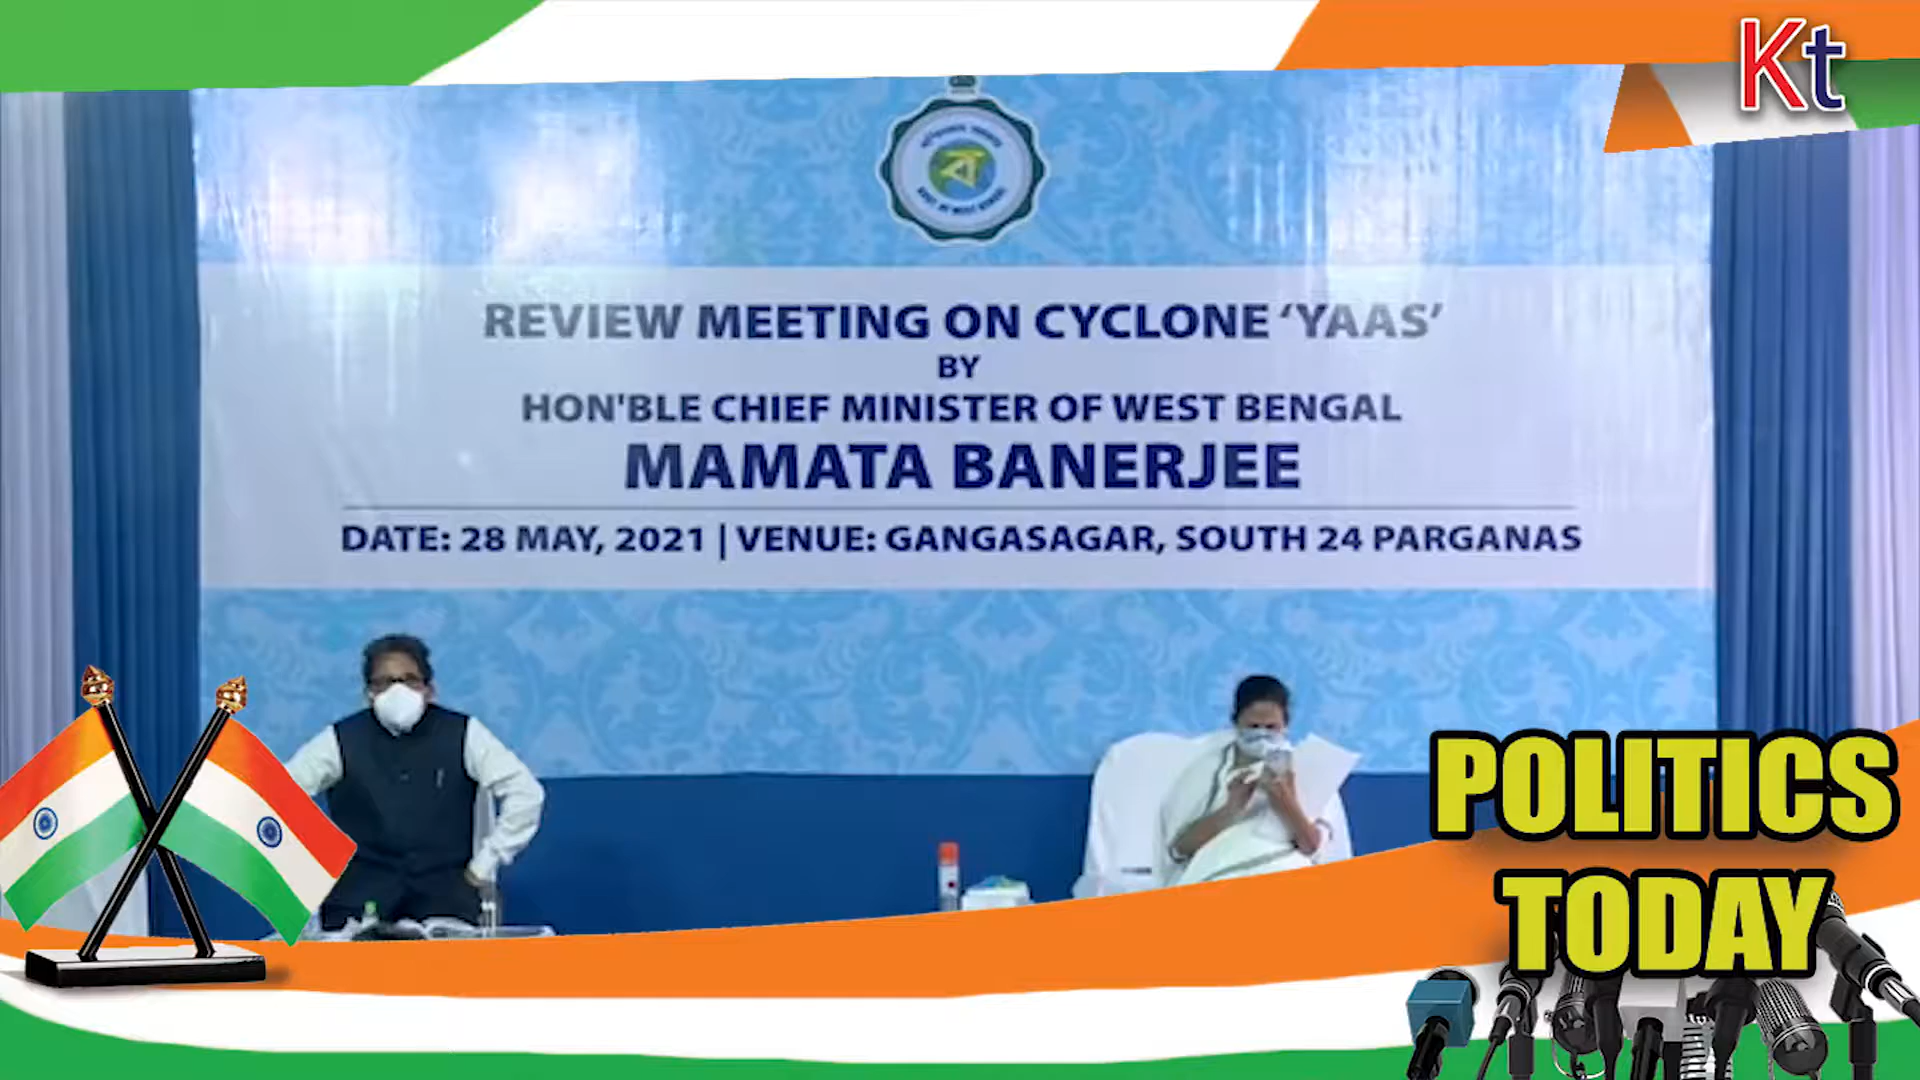 Kt
ব
REVIEW MEETING ON CYCLONE ‘YAAS’
BY
HON'BLE CHIEF MINISTER OF WEST BENGAL
MAMATA BANERJEE
DATE: 28 MAY, 2021 | VENUE: GANGASAGAR, SOUTH 24 PARGANAS
POLITICS
TODAY